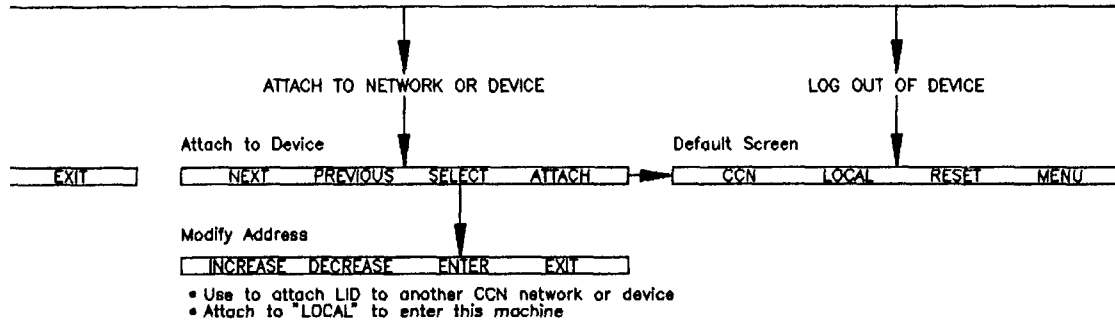 ATTACH TO NETWORK OR DEVICE
LOG OUT OF DEVICE
Attach to Device
Default Screen
EXIT
NEXT PREVIOUS SELECT ATTACH
CCN LOCAL RESET MENU
Modify Address
INCREASE DECREASE ENTER EXIT
• Use to attach LID to another CCN network or device
• Attach to "LOCAL" to enter this machine